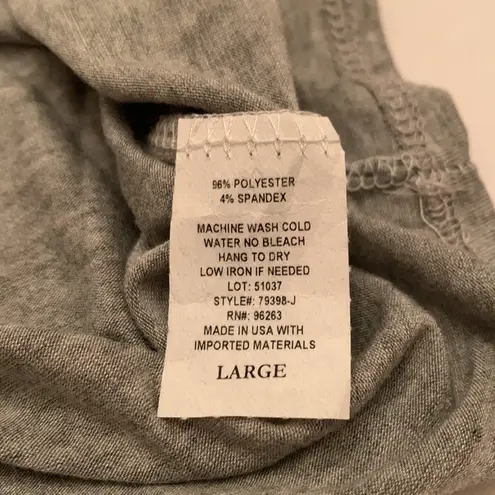 96% POLYESTER
4% SPANDEX
MACHINE WASH COLD
WATER NO BLEACH
HANG TO DRY
LOW IRON IF NEEDED
LOT: 51037
STYLE#: 79398-J
RN#: 96263
MADE IN USA WITH
IMPORTED MATERIALS
LARGE